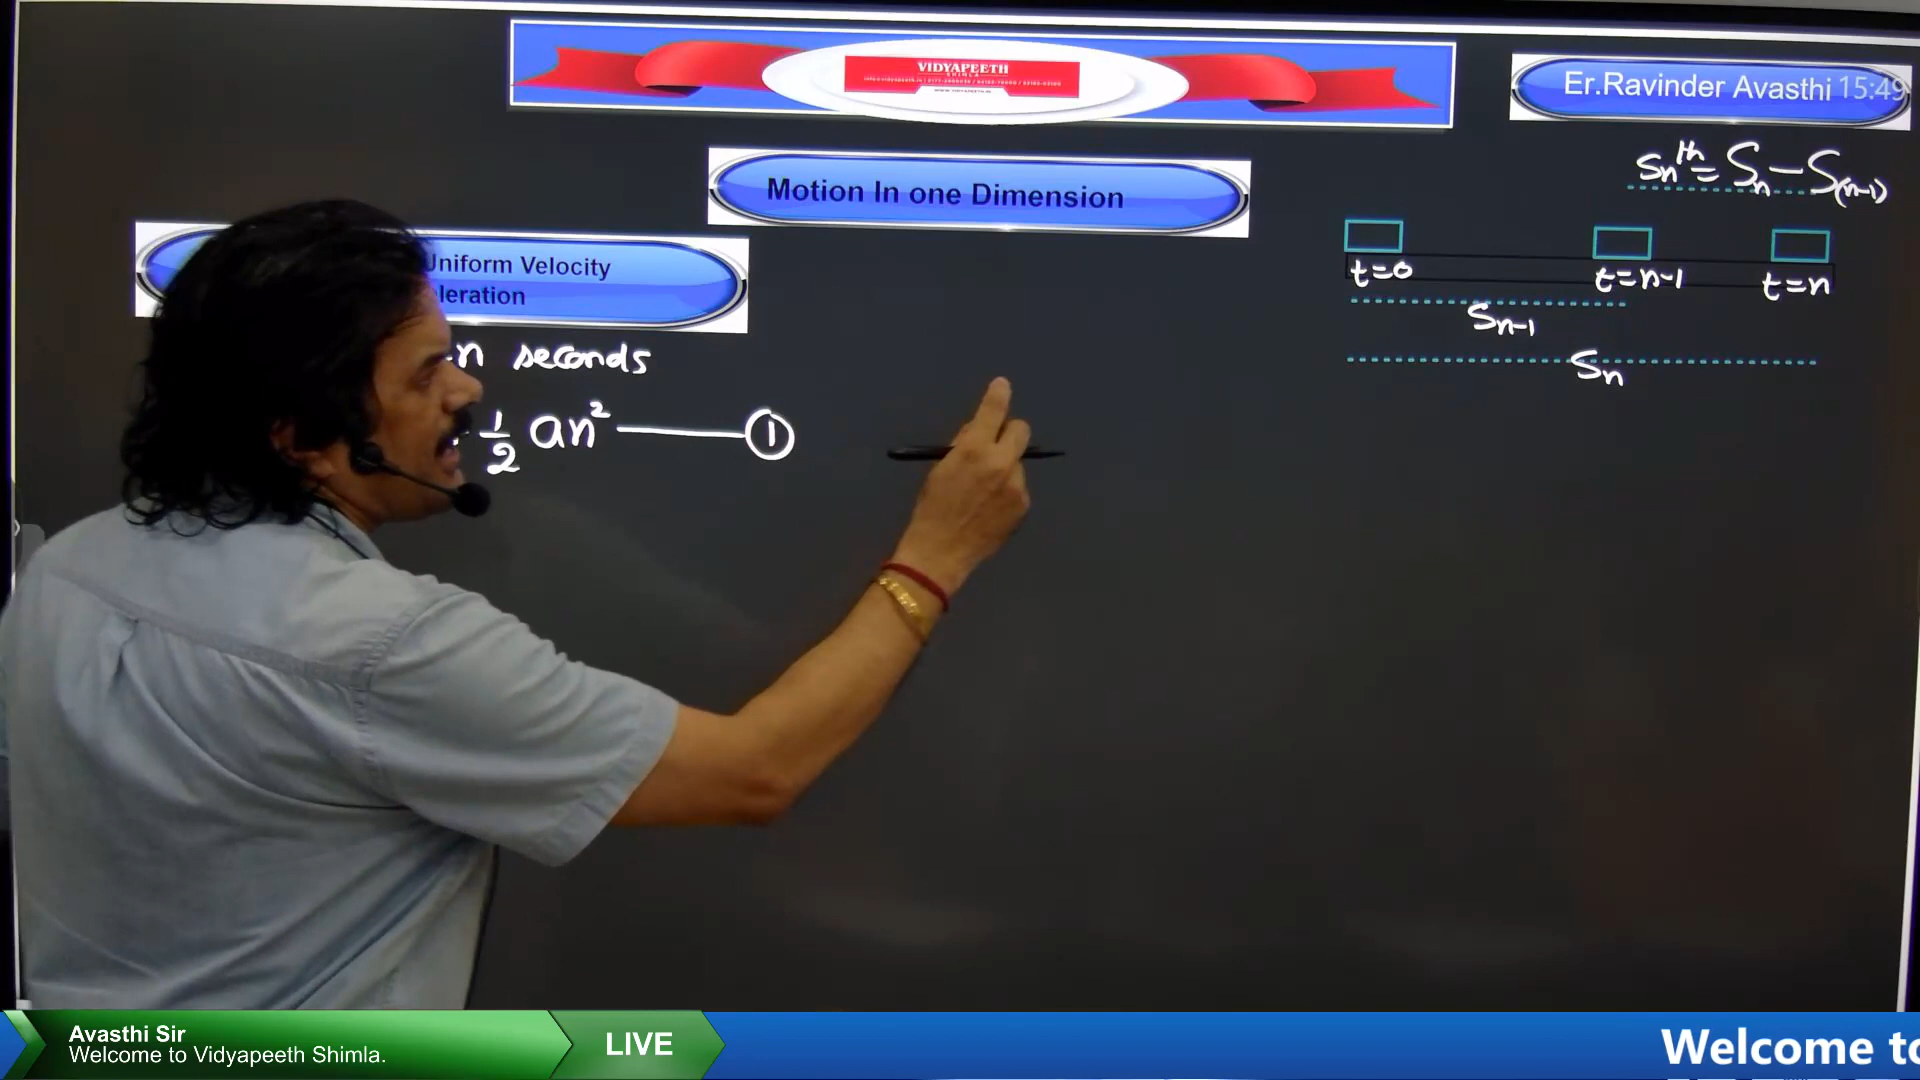 VIDYAPEETH
SHIMLA
Er.Ravinder Avasthi 15:49
Motion In one Dimension
Sn^th = Sn - S(n-1)
Uniform Velocity
leration
t=0
t=n-1
t=n
Sn-1
Sn
n seconds
1/2 an² ——— ①
Avasthi Sir
Welcome to Vidyapeeth Shimla.
LIVE
Welcome to